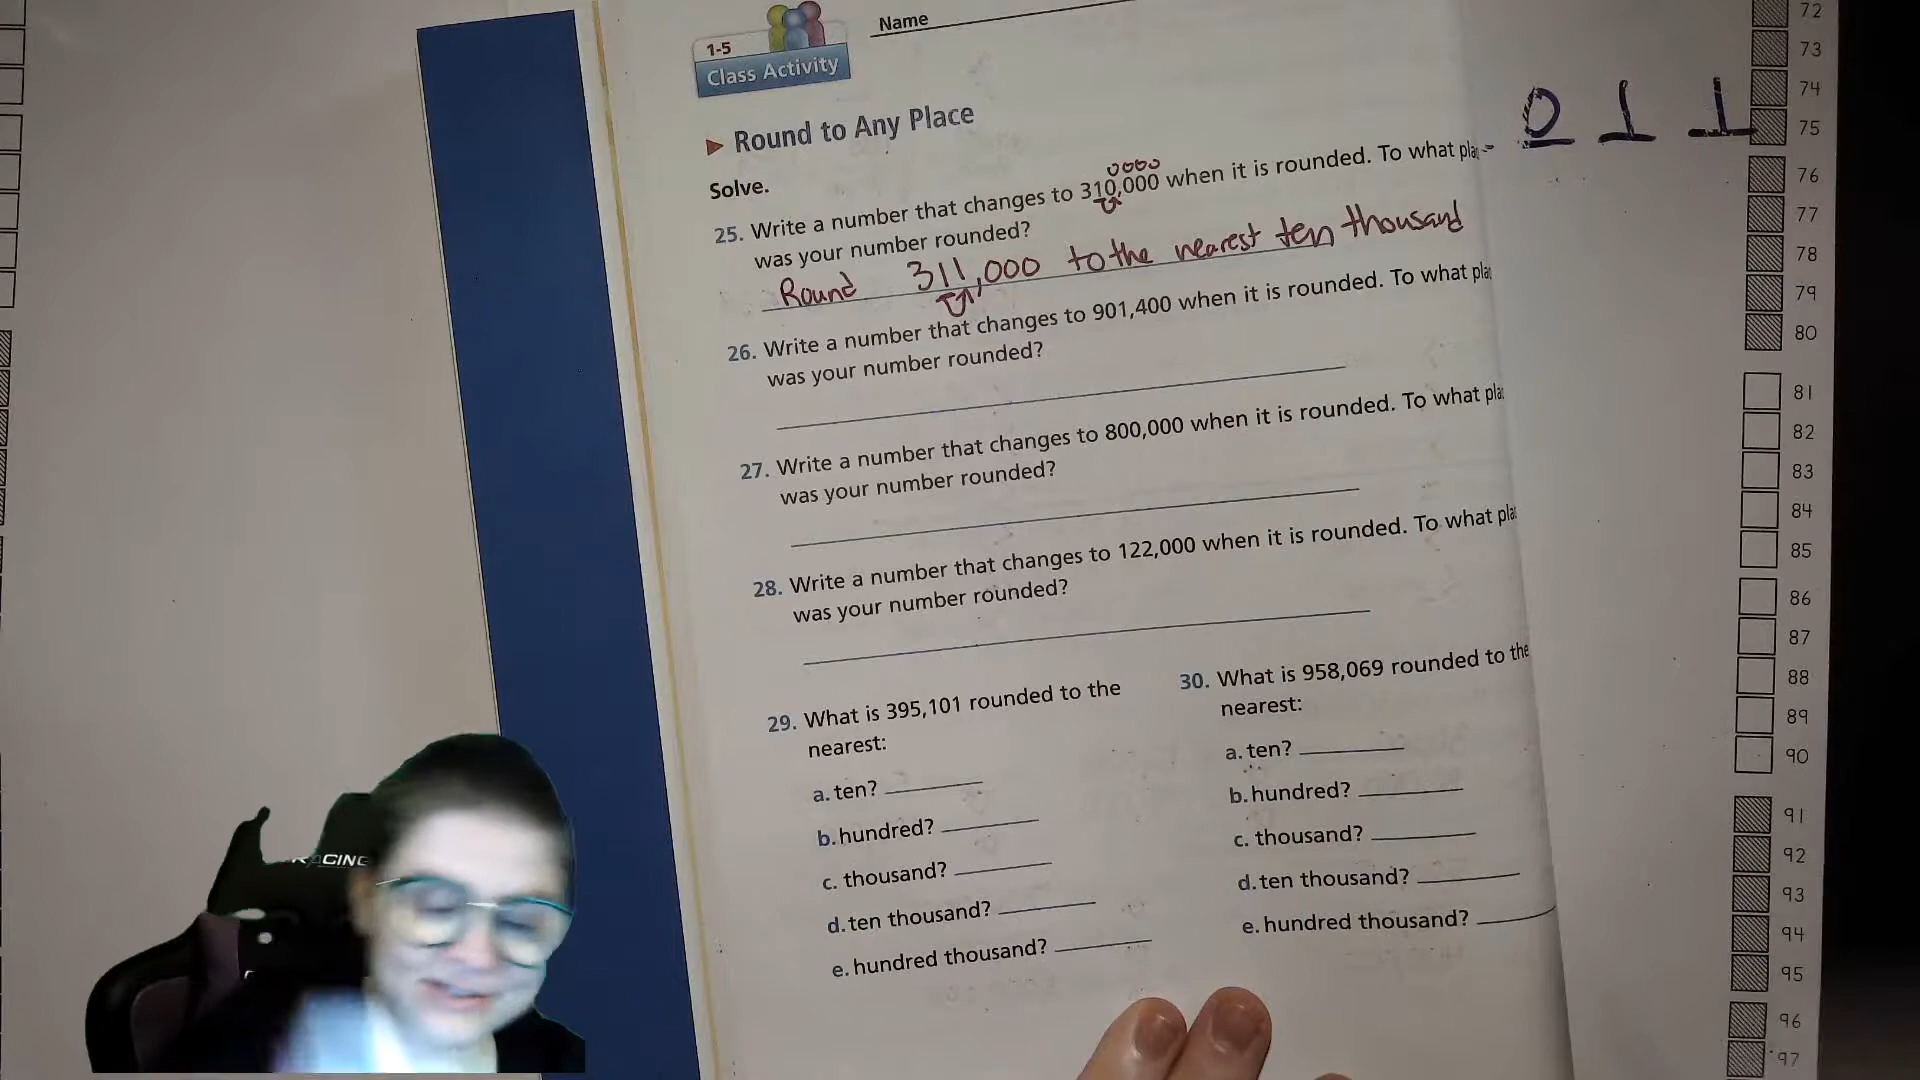 Name
1-5
Class Activity
Round to Any Place
Solve.
25. Write a number that changes to 310,000 when it is rounded. To what
was your number rounded?
Round 311,000 to the nearest ten thousand
26. Write a number that changes to 901,400 when it is rounded. To what
was your number rounded?
27. Write a number that changes to 800,000 when it is rounded. To what
was your number rounded?
28. Write a number that changes to 122,000 when it is rounded. To what
was your number rounded?
29. What is 395,101 rounded to the
nearest:
a. ten?
b. hundred?
c. thousand?
d. ten thousand?
e. hundred thousand?
30. What is 958,069 rounded to the
nearest:
a. ten?
b. hundred?
c. thousand?
d. ten thousand?
e. hundred thousand?
0 1 1
72
73
74
75
76
77
78
79
80
81
82
83
84
85
86
87
88
89
90
91
92
93
94
95
96
97